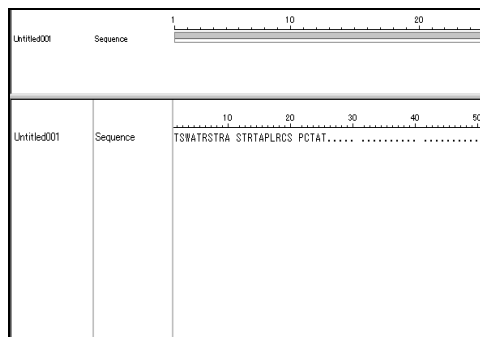 1 10 20
Untitled001 Sequence
10 20 30 40 50
Untitled001 Sequence TSWATRSTRA STRTAPLRCS PCTAT..... .......... ..........